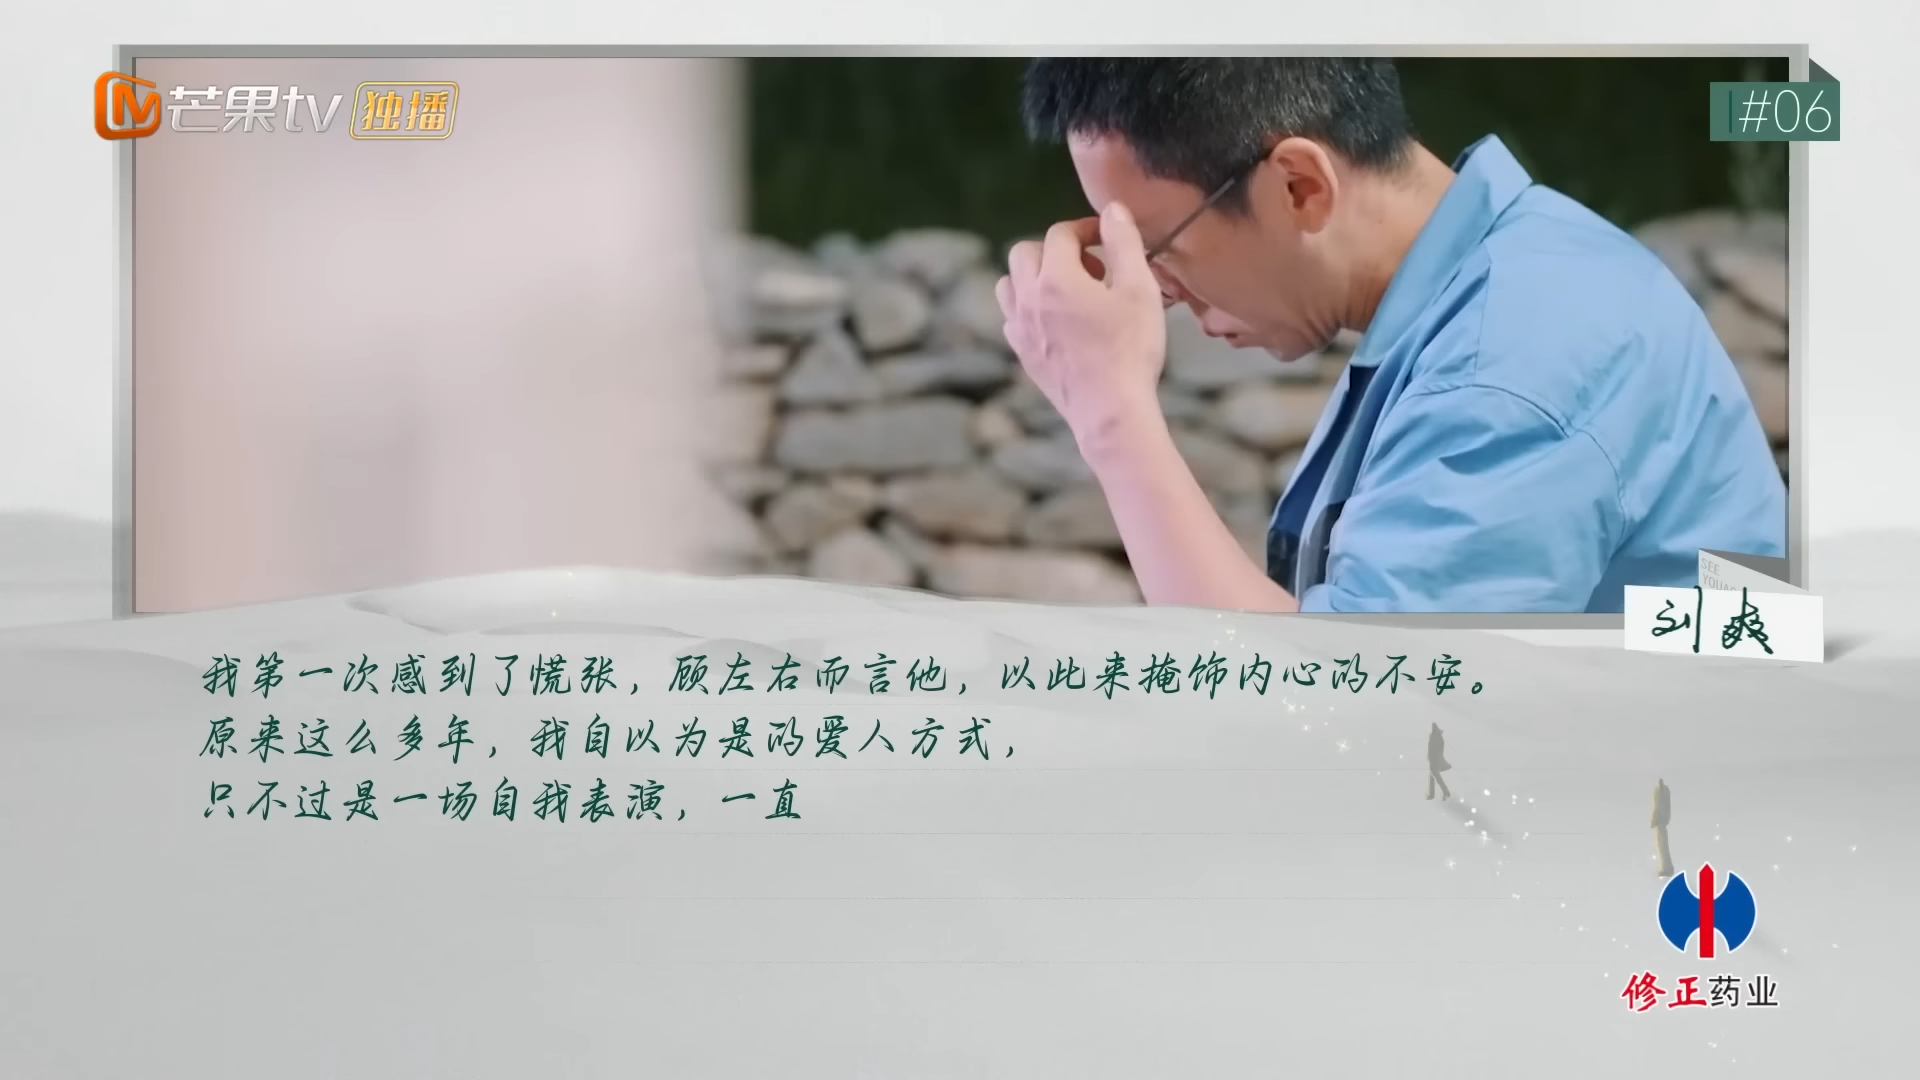 芒果tv 独播
#06
SEE
刘爽
我第一次感到了慌张，顾左右而言他，以此来掩饰内心的不安。
原来这么多年，我自以为是的爱人方式，
只不过是一场自我表演，一直
修正药业